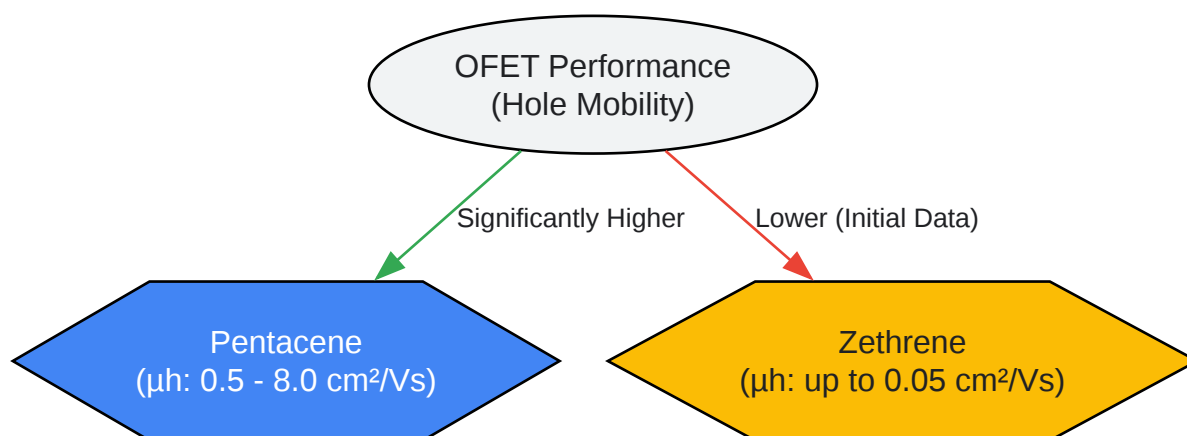 OFET Performance
(Hole Mobility)
Significantly Higher
Lower (Initial Data)
Pentacene
(µh: 0.5 - 8.0 cm²/Vs)
Zethrene
(µh: up to 0.05 cm²/Vs)